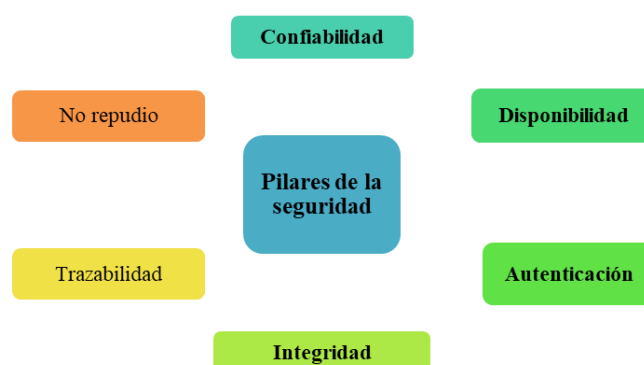 Confiabilidad
No repudio
Disponibilidad
Pilares de la
seguridad
Trazabilidad
Autenticación
Integridad